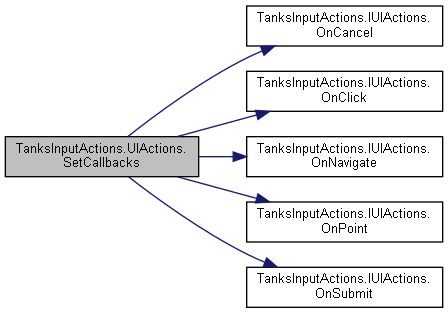 TanksInputActions.UIActions.
SetCallbacks
TanksInputActions.IUIActions.
OnCancel
TanksInputActions.IUIActions.
OnClick
TanksInputActions.IUIActions.
OnNavigate
TanksInputActions.IUIActions.
OnPoint
TanksInputActions.IUIActions.
OnSubmit